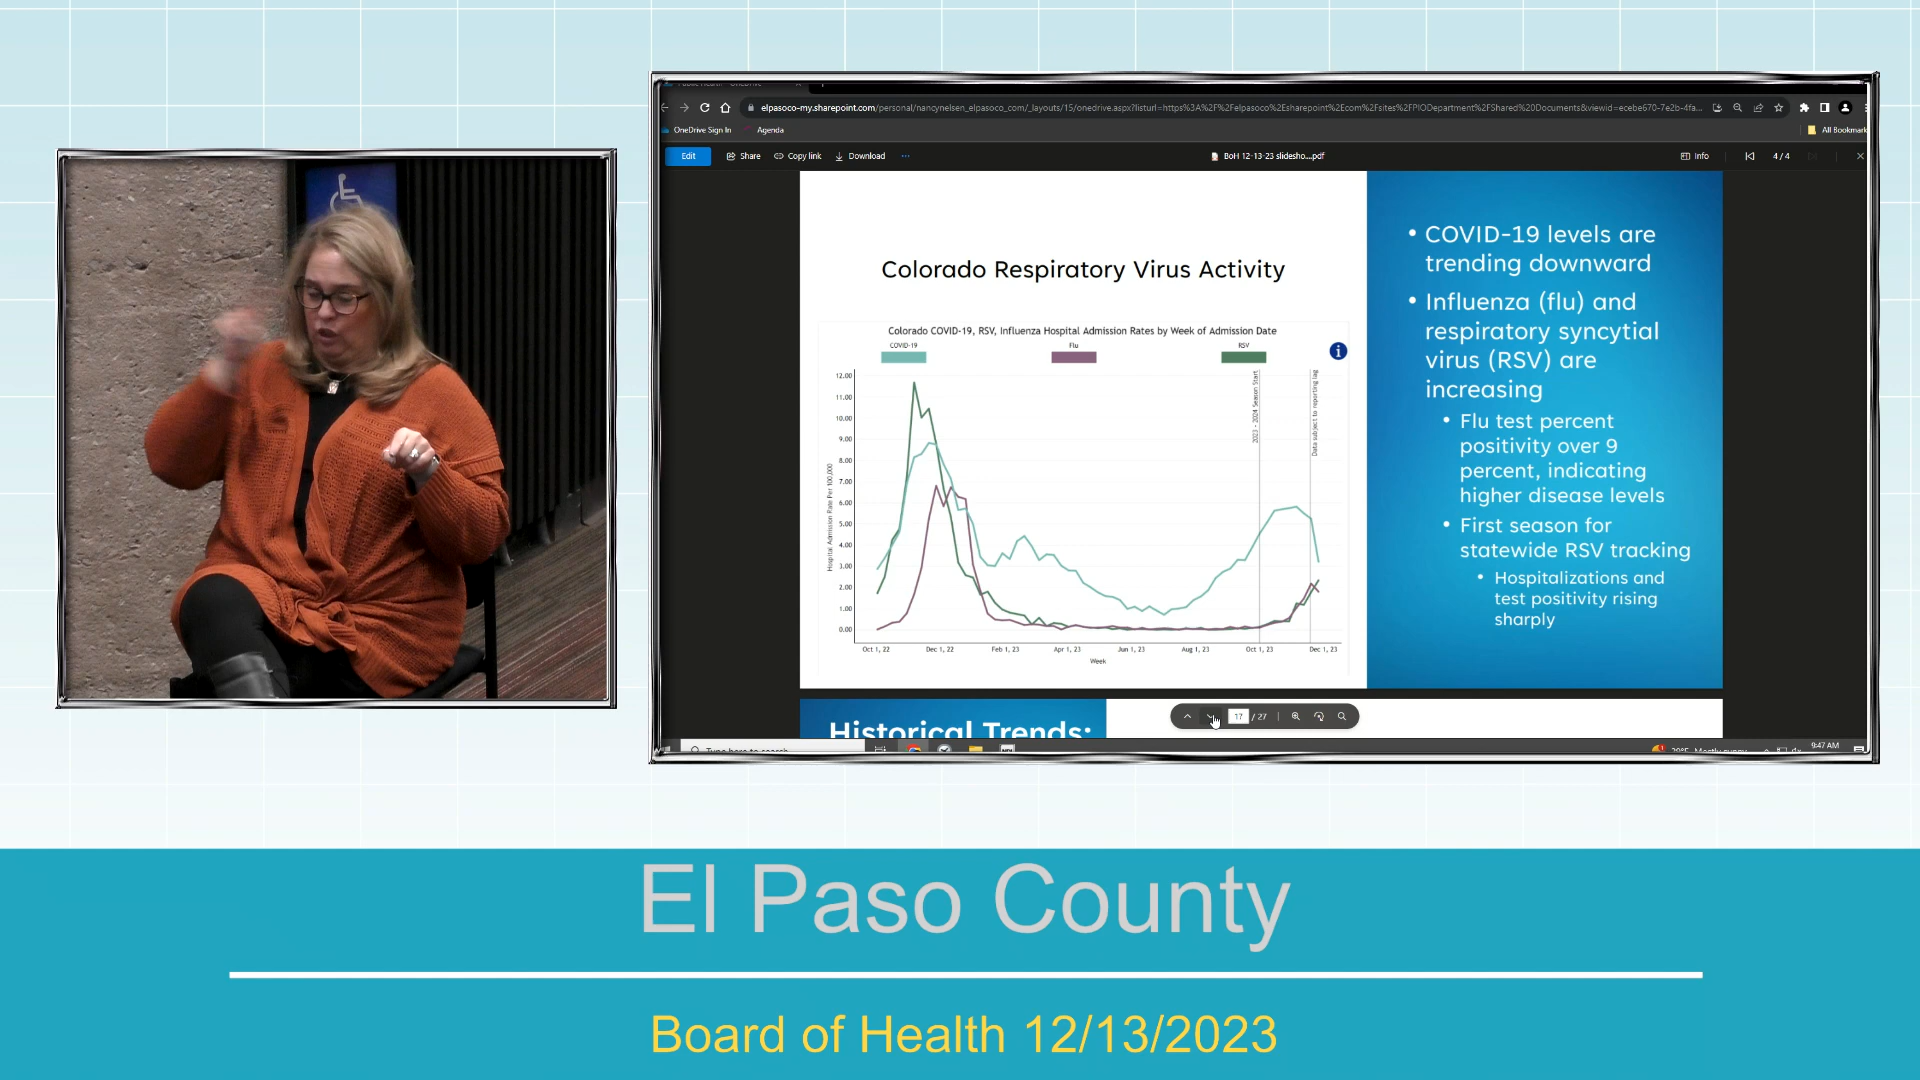 elpasoco-my.sharepoint.com/personal/nancynelsen_elpasoco_com/_layouts/15/onedrive.aspx?listurl=https%3A%2F%2Felpasoco%2Esharepoint%2Ecom%2Fsites%2FPIODepartment%2FShared%20Documents&viewid=ecebe670-7e2b-4fa...
OneDrive Sign In Agenda All Bookmark
Edit Share Copy link Download ... BoH 12-13-23 slidesho....pdf Info 4/4
Colorado Respiratory Virus Activity
Colorado COVID-19, RSV, Influenza Hospital Admission Rates by Week of Admission Date
COVID-19 Flu RSV
12.00
11.00
10.00
9.00
8.00
7.00
6.00
5.00
4.00
3.00
2.00
1.00
0.00
Hospital Admission Rate Per 100,000
2023 - 2024 Season Start
Data subject to reporting lag
Oct 1, 22 Dec 1, 22 Feb 1, 23 Apr 1, 23 Jun 1, 23 Aug 1, 23 Oct 1, 23 Dec 1, 23
Week
• COVID-19 levels are
trending downward
• Influenza (flu) and
respiratory syncytial
virus (RSV) are
increasing
• Flu test percent
positivity over 9
percent, indicating
higher disease levels
• First season for
statewide RSV tracking
• Hospitalizations and
test positivity rising
sharply
Historical Trends:
17 / 27
Type here to search
9:47 AM
El Paso County
Board of Health 12/13/2023